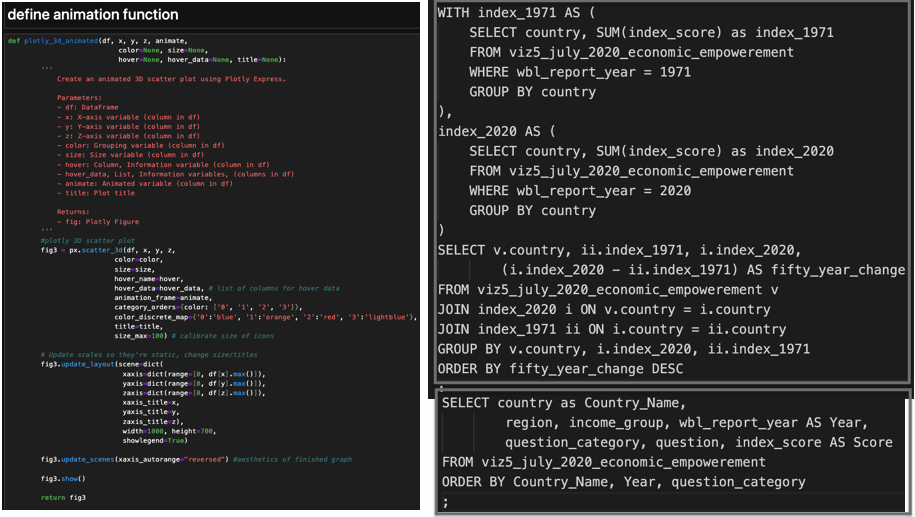 define animation function
def plotly_3d_animated(df, x, y, z, animate,
color=None, size=None,
hover=None, hover_data=None, title=None):
'''
Create an animated 3D scatter plot using Plotly Express.
Parameters:
- df: DataFrame
- x: X-axis variable (column in df)
- y: Y-axis variable (column in df)
- z: Z-axis variable (column in df)
- color: Grouping variable (column in df)
- size: Size variable (column in df)
- hover: Column, Information variable (column in df)
- hover_data, List, Information variables, (columns in df)
- animate: Animated variable (column in df)
- title: Plot title
Returns:
- fig: Plotly Figure
'''
#plotly 3D scatter plot
fig3 = px.scatter_3d(df, x, y, z,
color=color,
size=size,
hover_name=hover,
hover_data=hover_data, # list of columns for hover data
animation_frame=animate,
category_orders={color: ['0', '1', '2', '3']},
color_discrete_map={'0':'blue', '1':'orange', '2':'red', '3':'lightblue'},
title=title,
size_max=100) # calibrate size of icons
# Update scales so they're static, change size/titles
fig3.update_layout(scene=dict(
xaxis=dict(range=[0, df[x].max()]),
yaxis=dict(range=[0, df[y].max()]),
zaxis=dict(range=[0, df[z].max()]),
xaxis_title=x,
yaxis_title=y,
zaxis_title=z),
width=1000, height=700,
showlegend=True)
fig3.update_scenes(xaxis_autorange="reversed") #aesthetics of finished graph
fig3.show()
return fig3
WITH index_1971 AS (
SELECT country, SUM(index_score) as index_1971
FROM viz5_july_2020_economic_empowerement
WHERE wbl_report_year = 1971
GROUP BY country
),
index_2020 AS (
SELECT country, SUM(index_score) as index_2020
FROM viz5_july_2020_economic_empowerement
WHERE wbl_report_year = 2020
GROUP BY country
)
SELECT v.country, ii.index_1971, i.index_2020,
(i.index_2020 - ii.index_1971) AS fifty_year_change
FROM viz5_july_2020_economic_empowerement v
JOIN index_2020 i ON v.country = i.country
JOIN index_1971 ii ON i.country = ii.country
GROUP BY v.country, i.index_2020, ii.index_1971
ORDER BY fifty_year_change DESC
;
SELECT country as Country_Name,
region, income_group, wbl_report_year AS Year,
question_category, question, index_score AS Score
FROM viz5_july_2020_economic_empowerement
ORDER BY Country_Name, Year, question_category
;